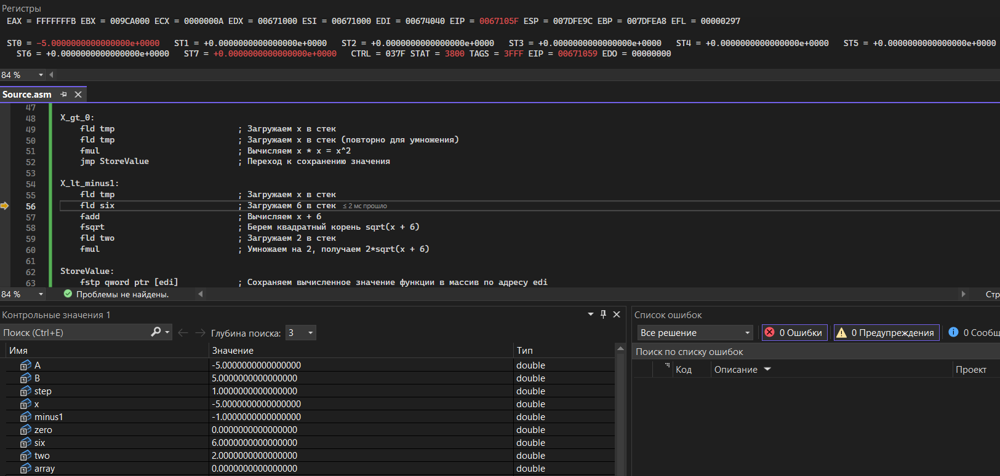 Регистры
EAX = FFFFFFFB EBX = 009CA000 ECX = 0000000A EDX = 00671000 ESI = 00671000 EDI = 00674040 EIP = 0067105F ESP = 007DFE9C EBP = 007DFEA8 EFL = 00000297
ST0 = -5.0000000000000000e+0000 ST1 = +0.0000000000000000e+0000 ST2 = +0.0000000000000000e+0000 ST3 = +0.0000000000000000e+0000 ST4 = +0.0000000000000000e+0000 ST5 = +0.0000000000000000e+0000
ST6 = +0.0000000000000000e+0000 ST7 = +0.0000000000000000e+0000 CTRL = 037F STAT = 3800 TAGS = 3FFF EIP = 00671059 EDO = 00000000
84 %
Source.asm
47
48 X_gt_0:
49 fld tmp ; Загружаем x в стек
50 fld tmp ; Загружаем x в стек (повторно для умножения)
51 fmul ; Вычисляем x * x = x^2
52 jmp StoreValue ; Переход к сохранению значения
53
54 X_lt_minus1:
55 fld tmp ; Загружаем x в стек
56 fld six ; Загружаем 6 в стек ≤ 2 мс прошло
57 fadd ; Вычисляем x + 6
58 fsqrt ; Берем квадратный корень sqrt(x + 6)
59 fld two ; Загружаем 2 в стек
60 fmul ; Умножаем на 2, получаем 2*sqrt(x + 6)
61
62 StoreValue:
63 fstp qword ptr [edi] ; Сохраняем вычисленное значение функции в массив по адресу edi
84 % Проблемы не найдены. Стр
Контрольные значения 1
Поиск (Ctrl+E) Глубина поиска: 3
Имя Значение Тип
A -5.0000000000000000 double
B 5.0000000000000000 double
step 1.0000000000000000 double
x -5.0000000000000000 double
minus1 -1.0000000000000000 double
zero 0.0000000000000000 double
six 6.0000000000000000 double
two 2.0000000000000000 double
array 0.0000000000000000 double
Список ошибок
Все решение 0 Ошибки 0 Предупреждения 0 Сообщ
Поиск по списку ошибок
Код Описание Проект